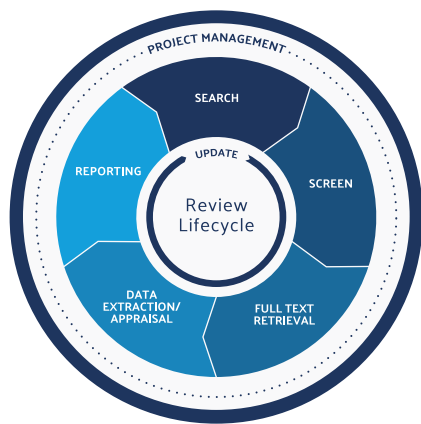 PROJECT MANAGEMENT
SEARCH
UPDATE
REPORTING
SCREEN
Review
Lifecycle
DATA
EXTRACTION/
APPRAISAL
FULL TEXT
RETRIEVAL